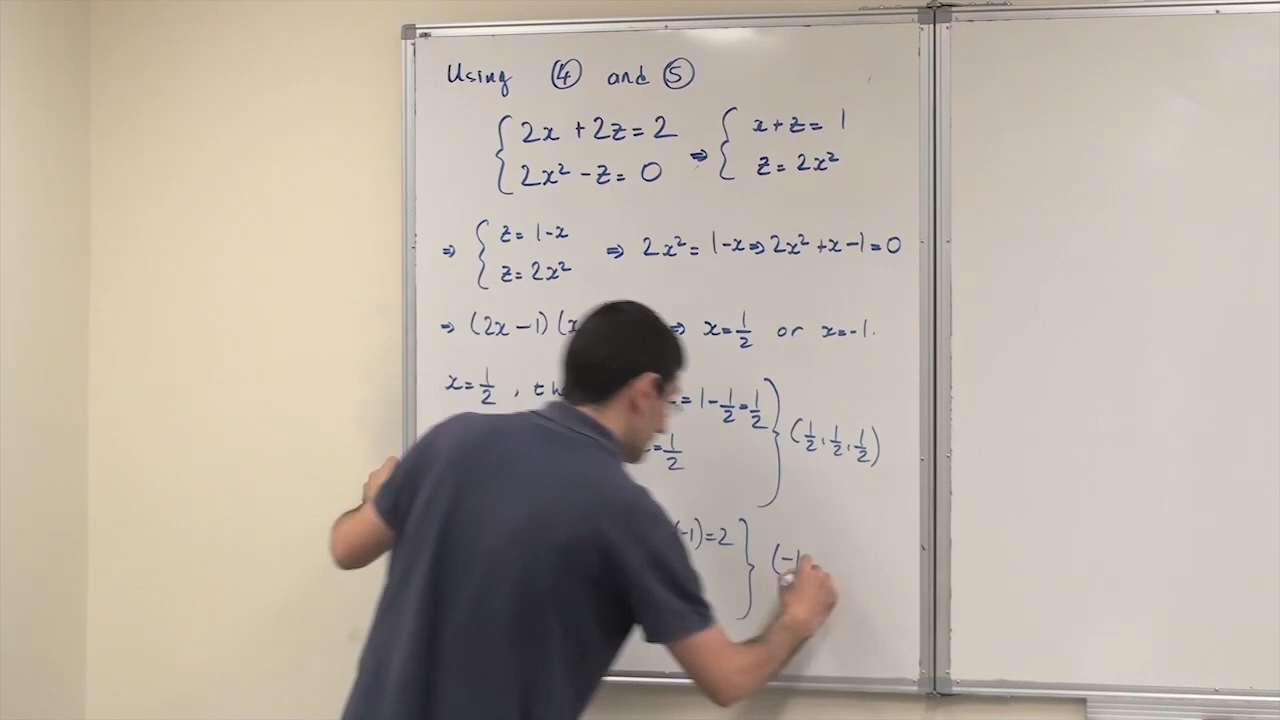 Using ④ and ⑤
{ 2x + 2z = 2 ⇒ { x + z = 1
2x² - z = 0 z = 2x²
⇒ { z = 1 - x ⇒ 2x² = 1 - x ⇒ 2x² + x - 1 = 0
z = 2x²
⇒ (2x - 1) (x ⇒ x = 1/2 or x = -1.
x = 1/2 , = 1 - 1/2 = 1/2 } (1/2, 1/2, 1/2)
= 1/2
(-1) = 2 } (-1